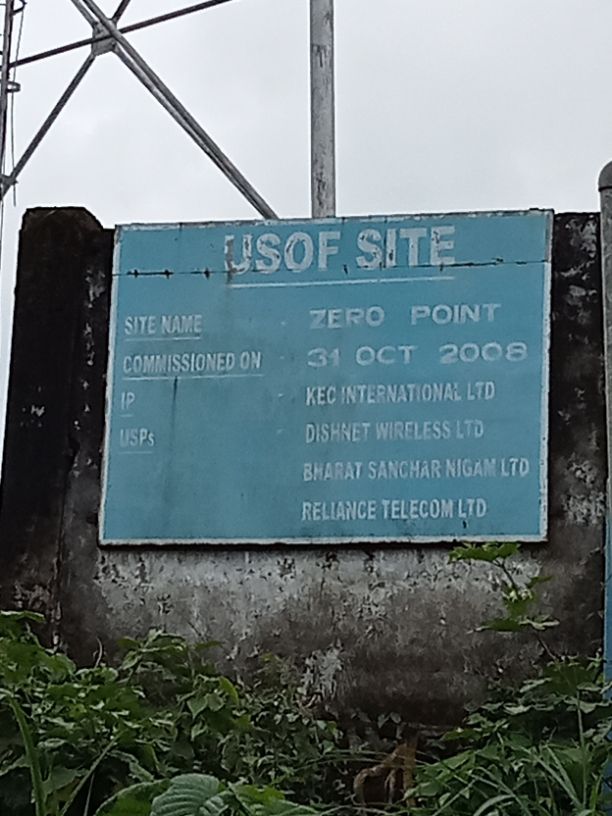 USOF SITE
SITE NAME - ZERO POINT
COMMISSIONED ON - 31 OCT 2008
IP - KEC INTERNATIONAL LTD
USPs - DISHNET WIRELESS LTD
BHARAT SANCHAR NIGAM LTD
RELIANCE TELECOM LTD